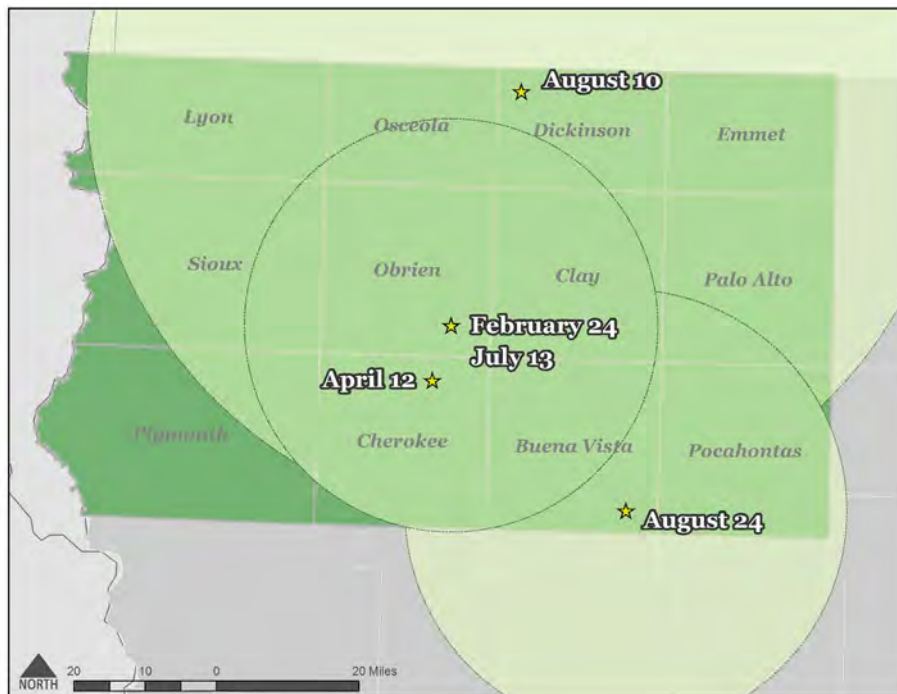 August 10
Lyon
Osceola
Dickinson
Emmet
Sioux
Obrien
Clay
Palo Alto
February 24
July 13
April 12
Plymouth
Cherokee
Buena Vista
Pocahontas
August 24
20 10 0 20 Miles
NORTH